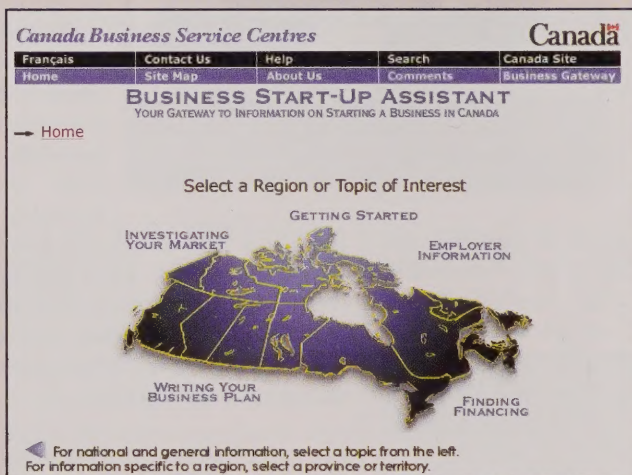 Canada Business Service Centres
Canada
Français Contact Us Help Search Canada Site
Home Site Map About Us Comments Business Gateway
BUSINESS START-UP ASSISTANT
YOUR GATEWAY TO INFORMATION ON STARTING A BUSINESS IN CANADA
Home
Select a Region or Topic of Interest
GETTING STARTED
INVESTIGATING
YOUR MARKET
EMPLOYER
INFORMATION
WRITING YOUR
BUSINESS PLAN
FINDING
FINANCING
For national and general information, select a topic from the left.
For information specific to a region, select a province or territory.